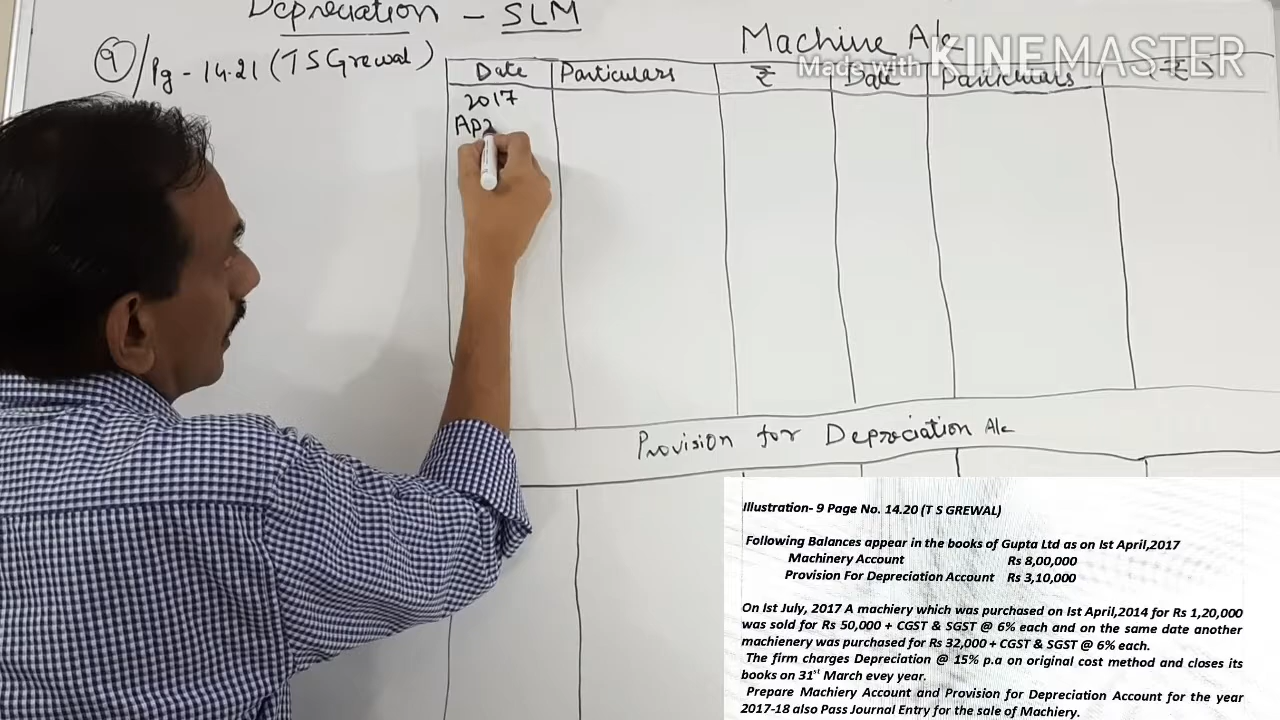 Depreciation - SLM
9/Pg - 14.21 (T S Grewal)
Machine A/c
Made with KINEMASTER
Date Particulars ₹ Date Particulars ₹
2017
Apr
Provision for Depreciation A/c
Illustration- 9 Page No. 14.20 (T S GREWAL)
Following Balances appear in the books of Gupta Ltd as on Ist April,2017
Machinery Account Rs 8,00,000
Provision For Depreciation Account Rs 3,10,000
On Ist July, 2017 A machiery which was purchased on Ist April,2014 for Rs 1,20,000
was sold for Rs 50,000 + CGST & SGST @ 6% each and on the same date another
machienery was purchased for Rs 32,000 + CGST & SGST @ 6% each.
The firm charges Depreciation @ 15% p.a on original cost method and closes its
books on 31st March evey year.
Prepare Machiery Account and Provision for Depreciation Account for the year
2017-18 also Pass Journal Entry for the sale of Machiery.